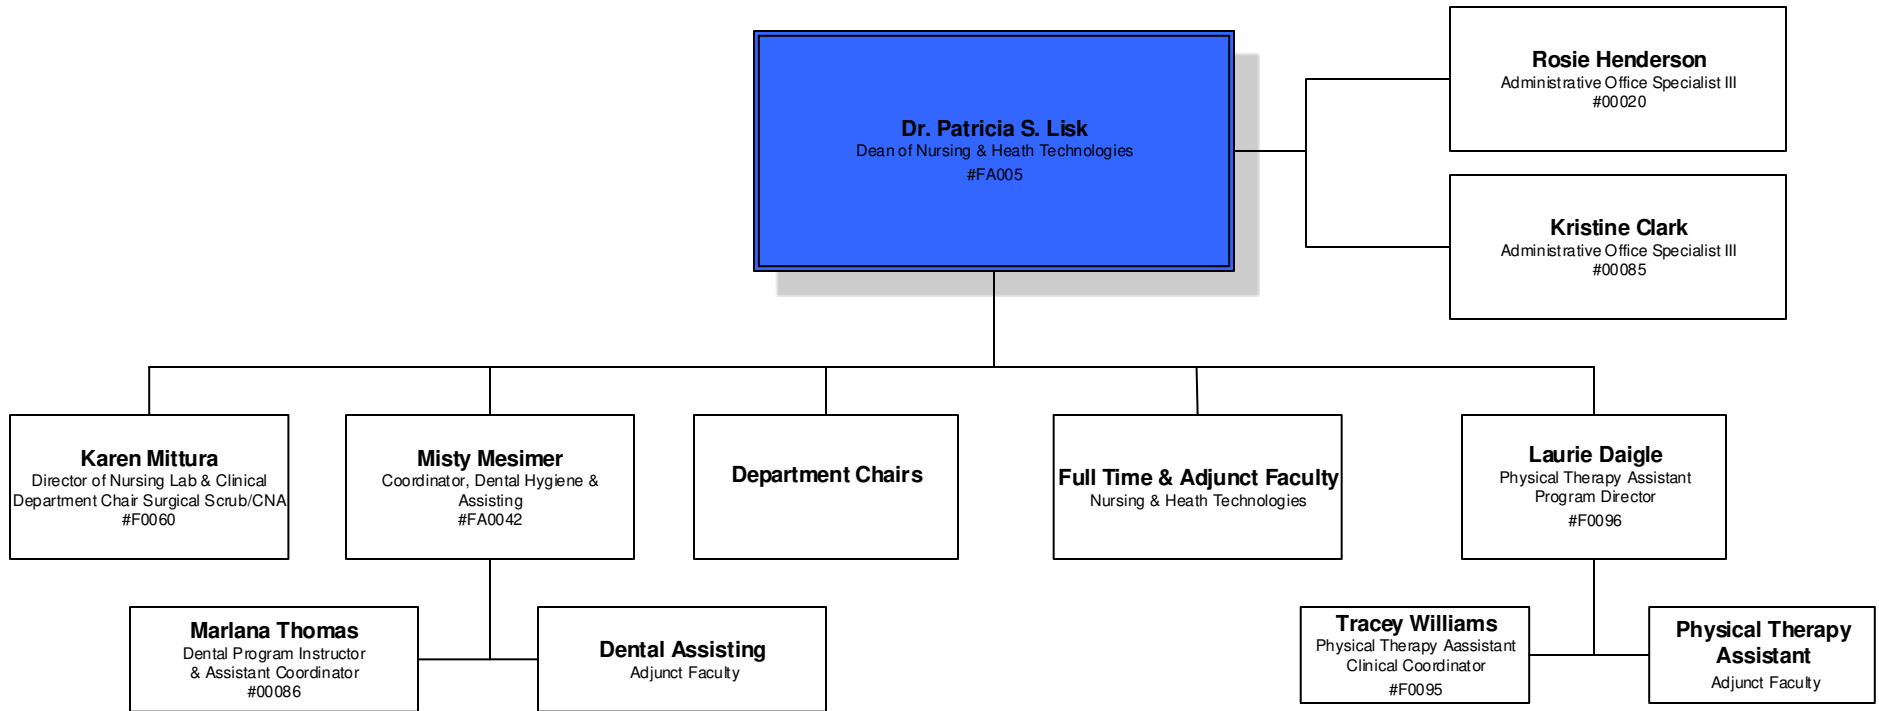 Rosie Henderson
Administrative Office Specialist III
#00020
Dr. Patricia S. Lisk
Dean of Nursing & Heath Technologies
#FA005
Kristine Clark
Administrative Office Specialist III
#00085
Karen Mittura
Director of Nursing Lab & Clinical
Department Chair Surgical Scrub/CNA
#F0060
Misty Mesimer
Coordinator, Dental Hygiene &
Assisting
#FA0042
Department Chairs
Full Time & Adjunct Faculty
Nursing & Heath Technologies
Laurie Daigle
Physical Therapy Assistant
Program Director
#F0096
Marlana Thomas
Dental Program Instructor
& Assistant Coordinator
#00086
Dental Assisting
Adjunct Faculty
Tracey Williams
Physical Therapy Aassistant
Clinical Coordinator
#F0095
Physical Therapy
Assistant
Adjunct Faculty